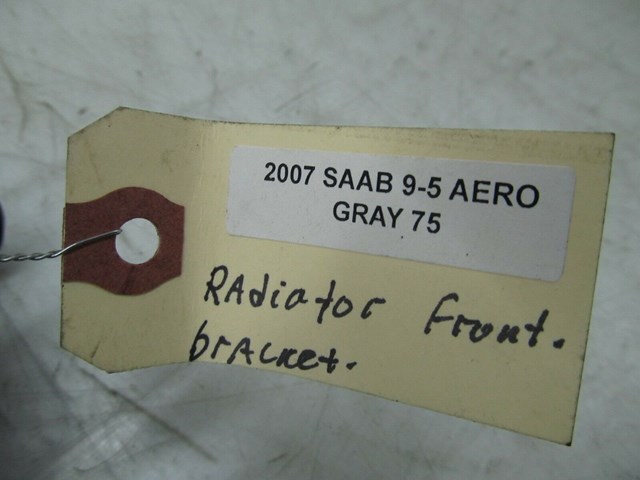 2007 SAAB 9-5 AERO
GRAY 75
RAdiator Front.
brAcket.